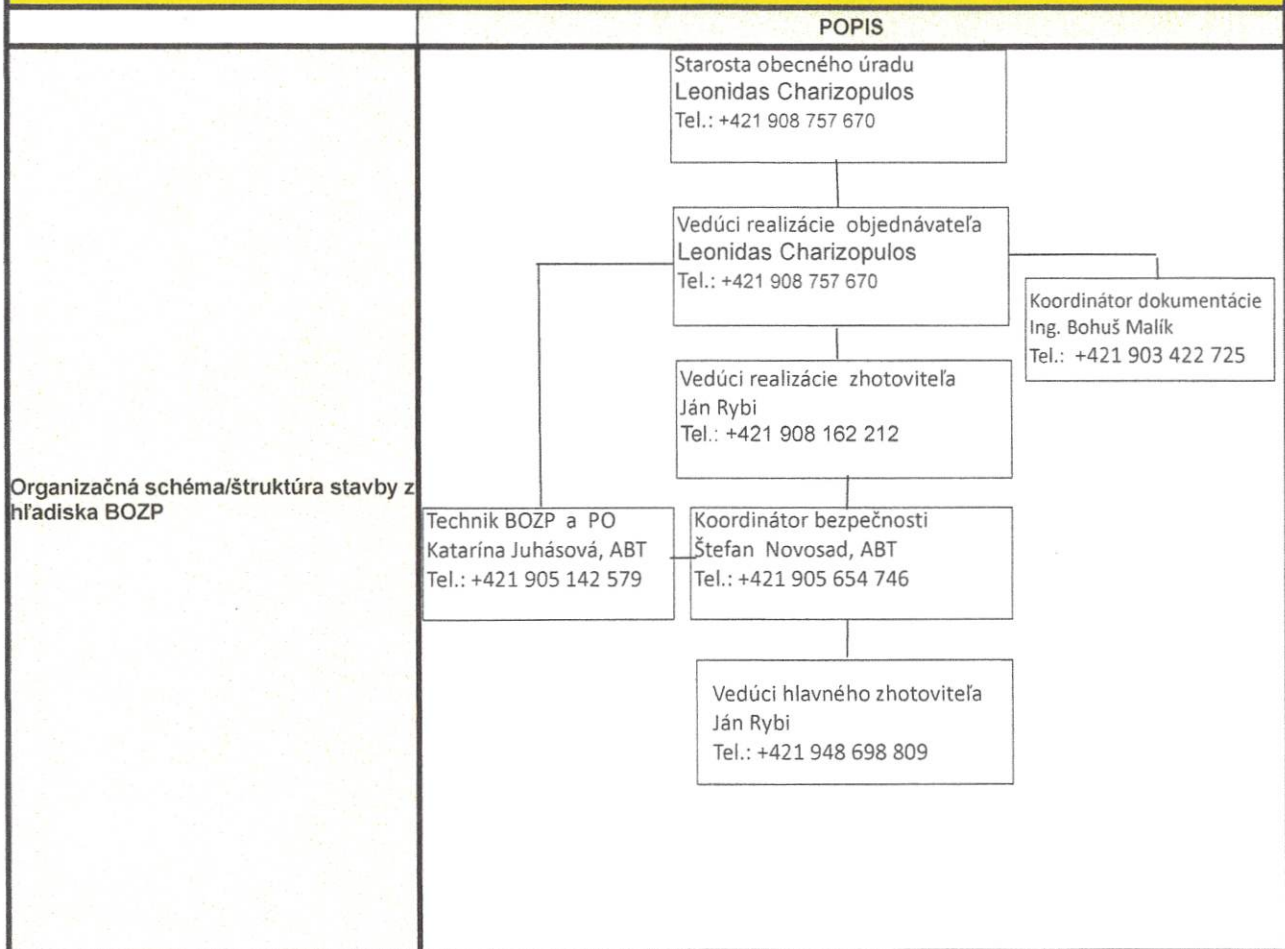 POPIS
Starosta obecného úradu
Leonidas Charizopulos
Tel.: +421 908 757 670
Vedúci realizácie objednávateľa
Leonidas Charizopulos
Tel.: +421 908 757 670
Koordinátor dokumentácie
Ing. Bohuš Malík
Tel.: +421 903 422 725
Vedúci realizácie zhotoviteľa
Ján Rybi
Tel.: +421 908 162 212
Organizačná schéma/štruktúra stavby z
hľadiska BOZP
Technik BOZP a PO
Katarína Juhásová, ABT
Tel.: +421 905 142 579
Koordinátor bezpečnosti
Štefan Novosad, ABT
Tel.: +421 905 654 746
Vedúci hlavného zhotoviteľa
Ján Rybi
Tel.: +421 948 698 809